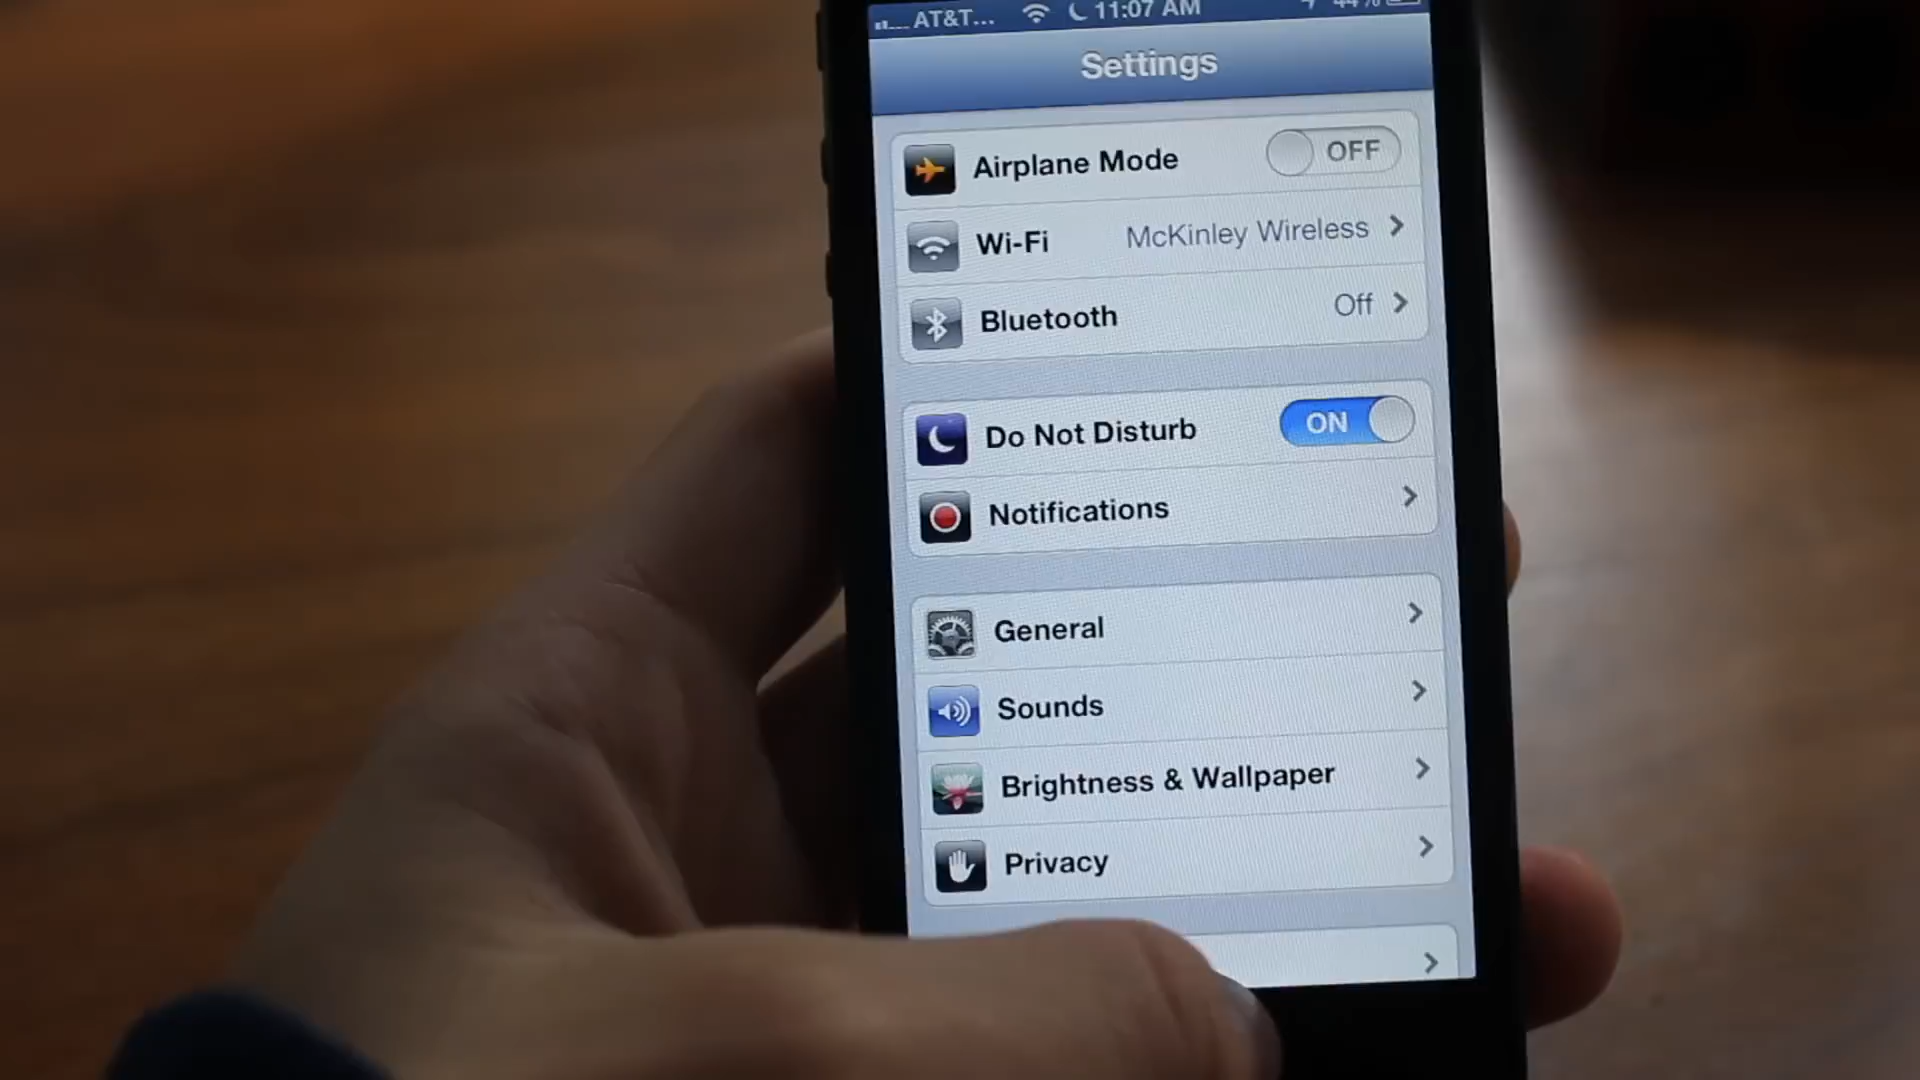 AT&T... 11:07 AM 44%
Settings
Airplane Mode OFF
Wi-Fi McKinley Wireless
Bluetooth Off
Do Not Disturb ON
Notifications
General
Sounds
Brightness & Wallpaper
Privacy